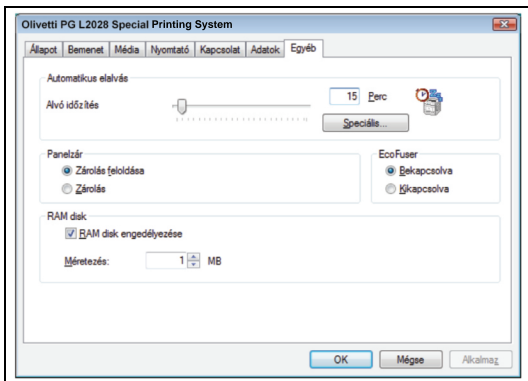 Olivetti PG L2028 Special Printing System
Állapot Bemenet Média Nyomtató Kapcsolat Adatok Egyéb
Automatikus elalvás
Alvó időzítés 15 Perc
Speciális...
Panelzár
Zárolás feloldása
Zárolás
EcoFuser
Bekapcsolva
Kikapcsolva
RAM disk
RAM disk engedélyezése
Méretezés: 1 MB
OK Mégse Alkalmaz